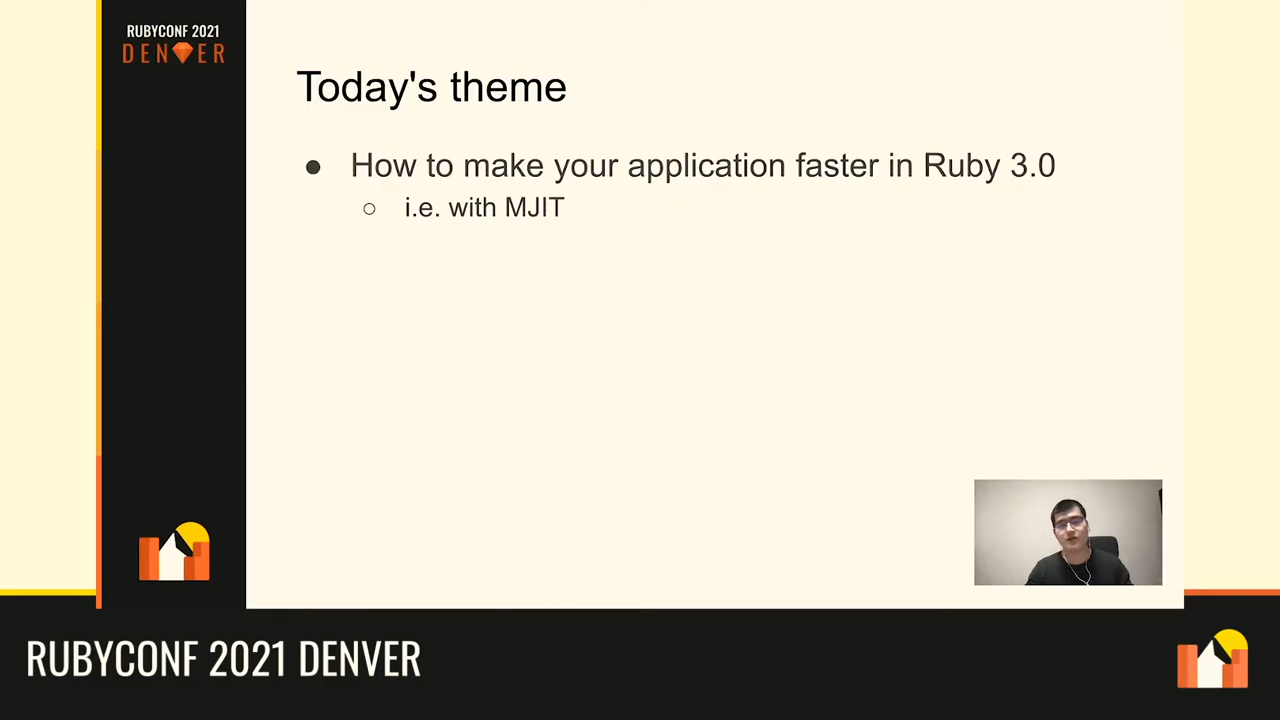 RUBYCONF 2021
DENVER
Today's theme
● How to make your application faster in Ruby 3.0
○ i.e. with MJIT
RUBYCONF 2021 DENVER